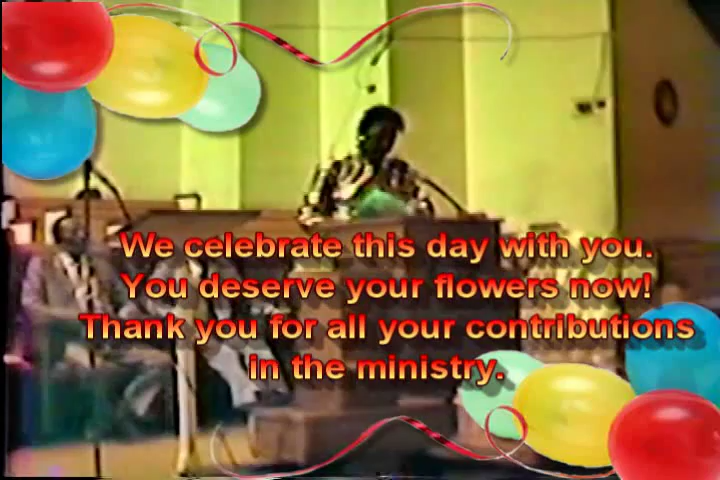 We celebrate this day with you.
You deserve your flowers now!
Thank you for all your contributions
in the ministry.